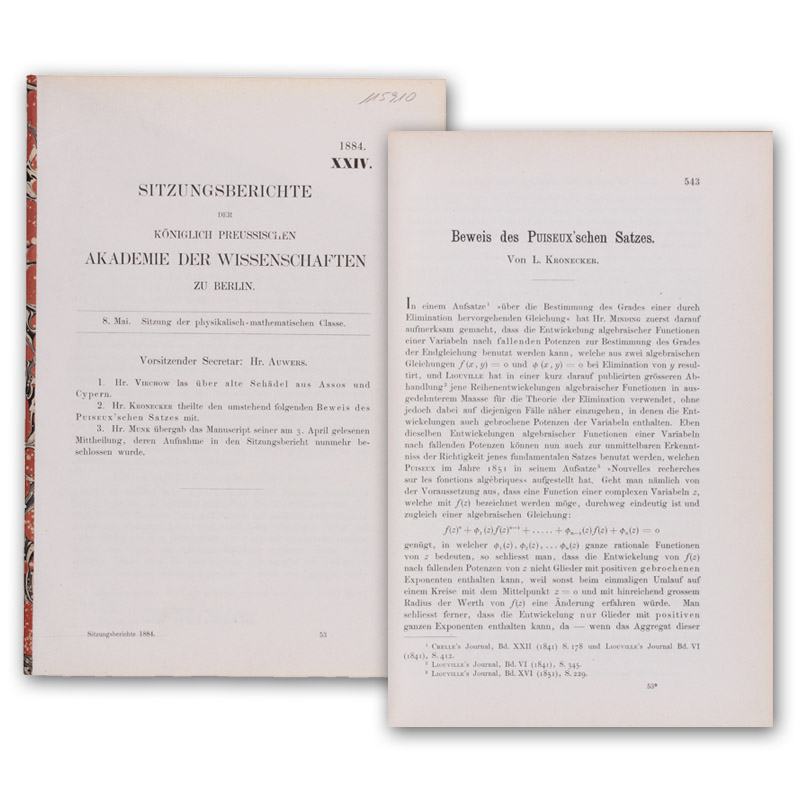 115910
1884.
XXIV.
SITZUNGSBERICHTE
DER
KÖNIGLICH PREUSSISCHEN
AKADEMIE DER WISSENSCHAFTEN
ZU BERLIN.
8. Mai. Sitzung der physikalisch-mathematischen Classe.
Vorsitzender Secretar: Hr. AUWERS.
1. Hr. VIRCHOW las über alte Schädel aus Assos und
Cypern.
2. Hr. KRONECKER theilte den umstehend folgenden Beweis des
PUISEUX'schen Satzes mit.
3. Hr. MUNK übergab das Manuscript seiner am 3. April gelesenen
Mittheilung, deren Aufnahme in den Sitzungsbericht nunmehr be-
schlossen wurde.
Sitzungsberichte 1884. 53
543
Beweis des PUISEUX'schen Satzes.
Von L. KRONECKER.
In einem Aufsatze¹ »über die Bestimmung des Grades einer durch
Elimination hervorgehenden Gleichung« hat Hr. MINDING zuerst darauf
aufmerksam gemacht, dass die Entwickelung algebraischer Functionen
einer Variabeln nach fallenden Potenzen zur Bestimmung des Grades
der Endgleichung benutzt werden kann, welche aus zwei algebraischen
Gleichungen f(x, y) = 0 und ϕ(x, y) = 0 bei Elimination von y resul-
tirt, und LIOUVILLE hat in einer kurz darauf publicirten grösseren Ab-
handlung² jene Reihenentwickelungen algebraischer Functionen in aus-
gedehnterem Maasse für die Theorie der Elimination verwendet, ohne
jedoch dabei auf diejenigen Fälle näher einzugehen, in denen die Ent-
wickelungen auch gebrochene Potenzen der Variabeln enthalten. Eben
dieselben Entwickelungen algebraischer Functionen einer Variabeln
nach fallenden Potenzen können nun auch zur unmittelbaren Erkennt-
niss der Richtigkeit jenes fundamentalen Satzes benutzt werden, welchen
PUISEUX im Jahre 1851 in seinem Aufsatze³ »Nouvelles recherches
sur les fonctions algébriques« aufgestellt hat. Geht man nämlich von
der Voraussetzung aus, dass eine Function einer complexen Variabeln z,
welche mit f(z) bezeichnet werden möge, durchweg eindeutig ist und
zugleich einer algebraischen Gleichung:
f(z)ⁿ + ϕ₁(z)f(z)ⁿ⁻¹ + ..... + ϕₙ₋₁(z)f(z) + ϕₙ(z) = 0
genügt, in welcher ϕ₁(z), ϕ₂(z), ... ϕₙ(z) ganze rationale Functionen
von z bedeuten, so schliesst man, dass die Entwickelung von f(z)
nach fallenden Potenzen von z nicht Glieder mit positiven gebrochenen
Exponenten enthalten kann, weil sonst beim einmaligen Umlauf auf
einem Kreise mit dem Mittelpunkt z = 0 und mit hinreichend grossem
Radius der Werth von f(z) eine Änderung erfahren würde. Man
schliesst ferner, dass die Entwickelung nur Glieder mit positiven
ganzen Exponenten enthalten kann, da — wenn das Aggregat dieser
¹ CRELLE's Journal, Bd. XXII (1841) S. 178 und LIOUVILLE's Journal Bd. VI
(1841), S. 412.
² LIOUVILLE's Journal, Bd. VI (1841), S. 345.
³ LIOUVILLE's Journal, Bd. XVI (1851), S. 229.
53*